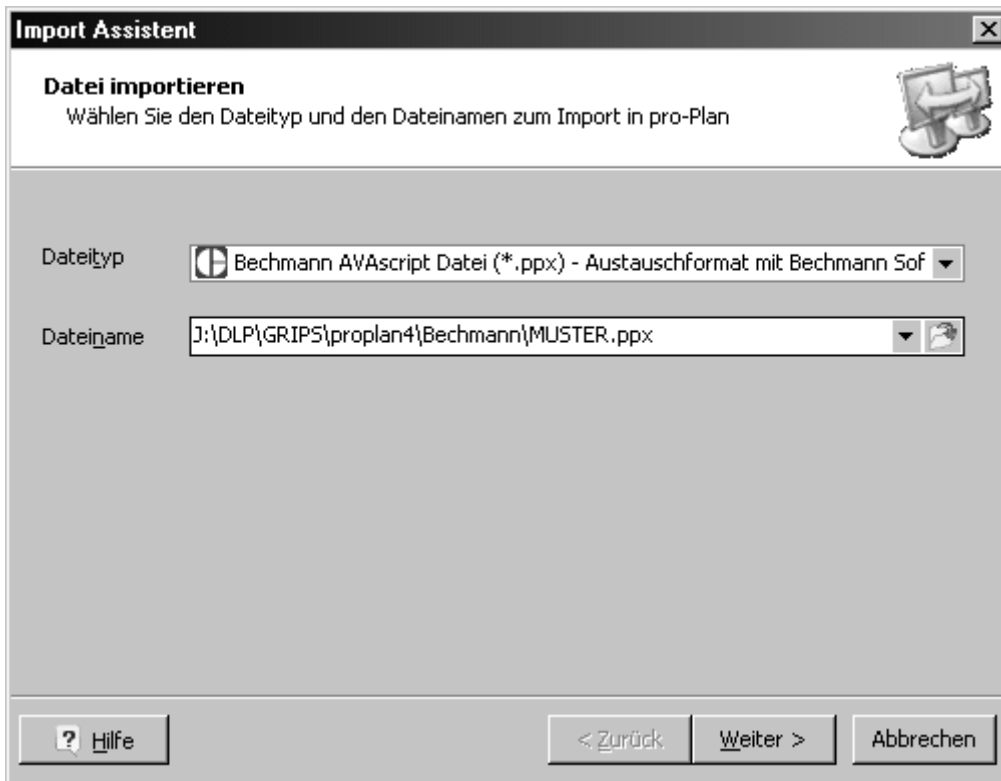 Import Assistent
Datei importieren
Wählen Sie den Dateityp und den Dateinamen zum Import in pro-Plan
Dateityp
Bechmann AVAscript Datei (*.ppx) - Austauschformat mit Bechmann Sof
Dateiname
J:\DLP\GRIPS\proplan4\Bechmann\MUSTER.ppx
? Hilfe
< Zurück
Weiter >
Abbrechen